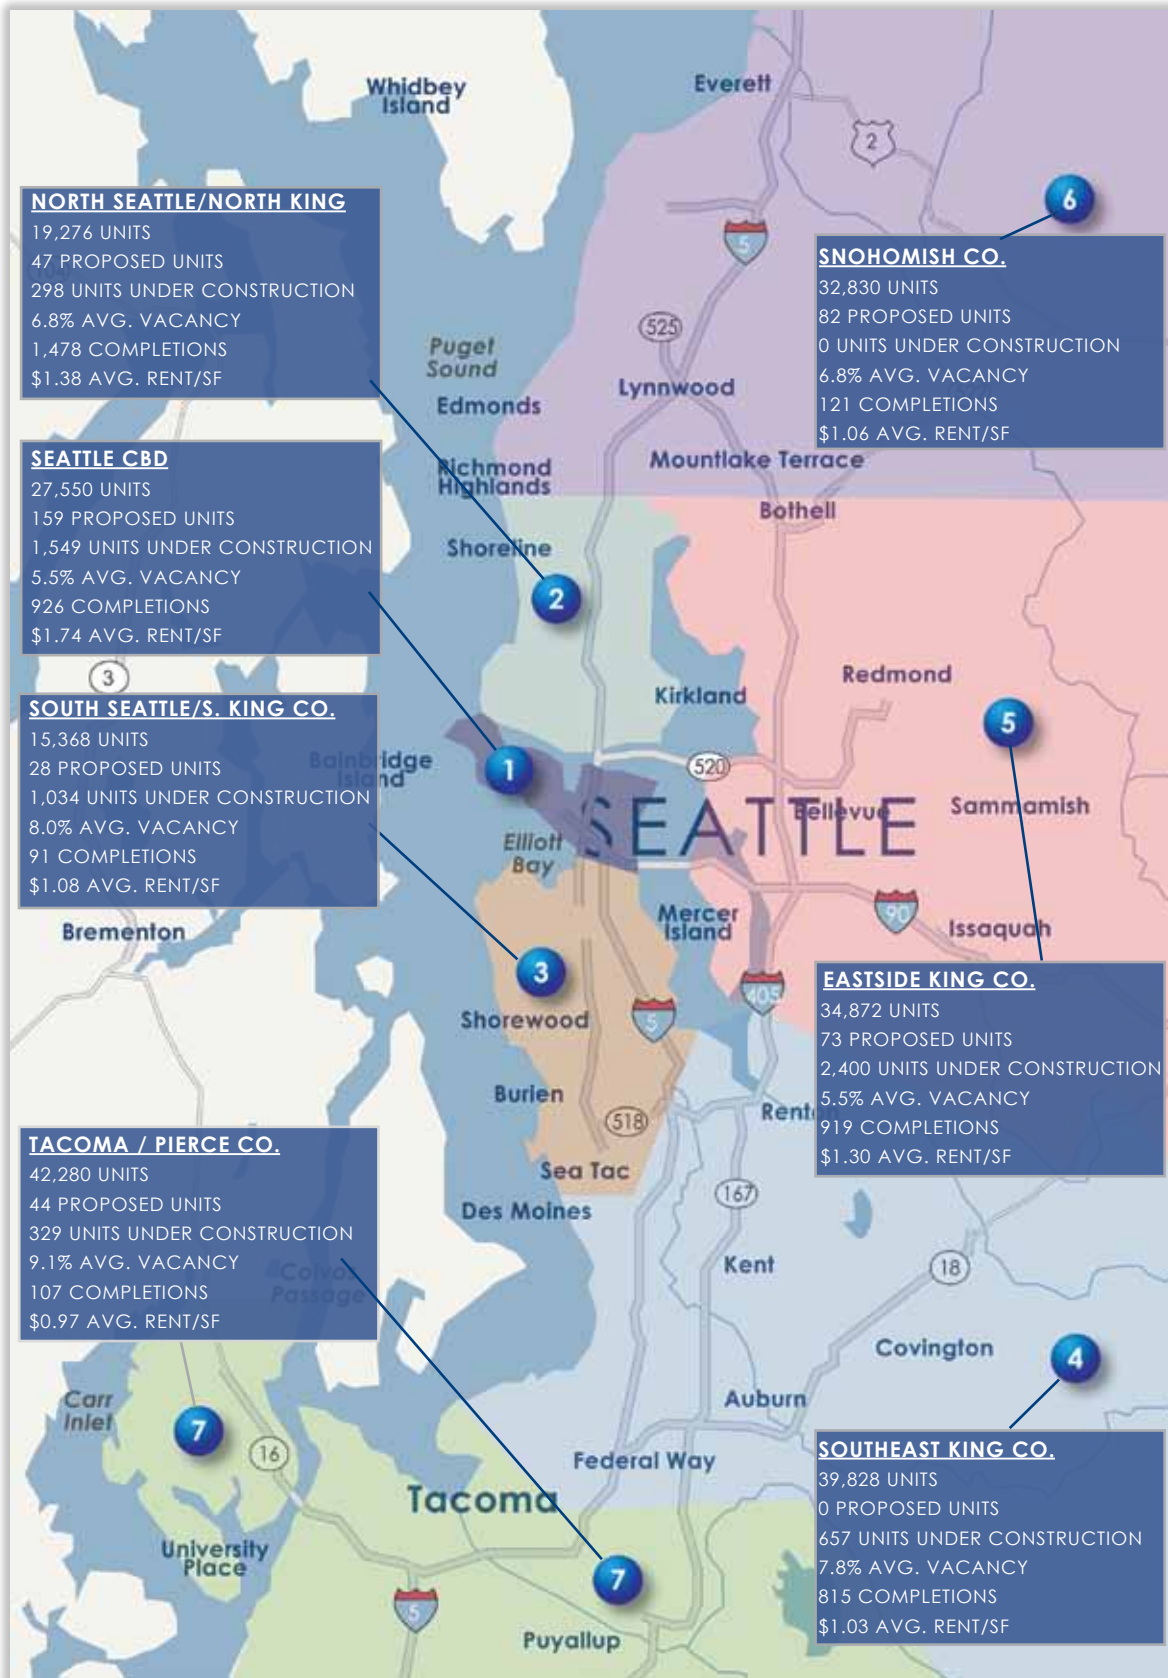 Whidbey
Island
Everett
2
6
NORTH SEATTLE/NORTH KING
19,276 UNITS
47 PROPOSED UNITS
298 UNITS UNDER CONSTRUCTION
6.8% AVG. VACANCY
1,478 COMPLETIONS
$1.38 AVG. RENT/SF
5
SNOHOMISH CO.
32,830 UNITS
82 PROPOSED UNITS
0 UNITS UNDER CONSTRUCTION
6.8% AVG. VACANCY
121 COMPLETIONS
$1.06 AVG. RENT/SF
525
Puget
Sound
Lynnwood
Edmonds
Mountlake Terrace
Richmond
Highlands
Bothell
SEATTLE CBD
27,550 UNITS
159 PROPOSED UNITS
1,549 UNITS UNDER CONSTRUCTION
5.5% AVG. VACANCY
926 COMPLETIONS
$1.74 AVG. RENT/SF
Shoreline
2
3
Redmond
Kirkland
5
SOUTH SEATTLE/S. KING CO.
15,368 UNITS
28 PROPOSED UNITS
1,034 UNITS UNDER CONSTRUCTION
8.0% AVG. VACANCY
91 COMPLETIONS
$1.08 AVG. RENT/SF
Bainbridge
Island
1
520
SEATTLE
Bellevue
Sammamish
Elliott
Bay
Mercer
Island
90
Issaquah
Brementon
3
405
Shorewood
5
EASTSIDE KING CO.
34,872 UNITS
73 PROPOSED UNITS
2,400 UNITS UNDER CONSTRUCTION
5.5% AVG. VACANCY
919 COMPLETIONS
$1.30 AVG. RENT/SF
Burien
518
Renton
Sea Tac
167
Des Moines
TACOMA / PIERCE CO.
42,280 UNITS
44 PROPOSED UNITS
329 UNITS UNDER CONSTRUCTION
9.1% AVG. VACANCY
107 COMPLETIONS
$0.97 AVG. RENT/SF
Colvos
Passage
Kent
18
Covington
4
Auburn
Carr
Inlet
7
16
Federal Way
Tacoma
SOUTHEAST KING CO.
39,828 UNITS
0 PROPOSED UNITS
657 UNITS UNDER CONSTRUCTION
7.8% AVG. VACANCY
815 COMPLETIONS
$1.03 AVG. RENT/SF
University
Place
7
5
Puyallup